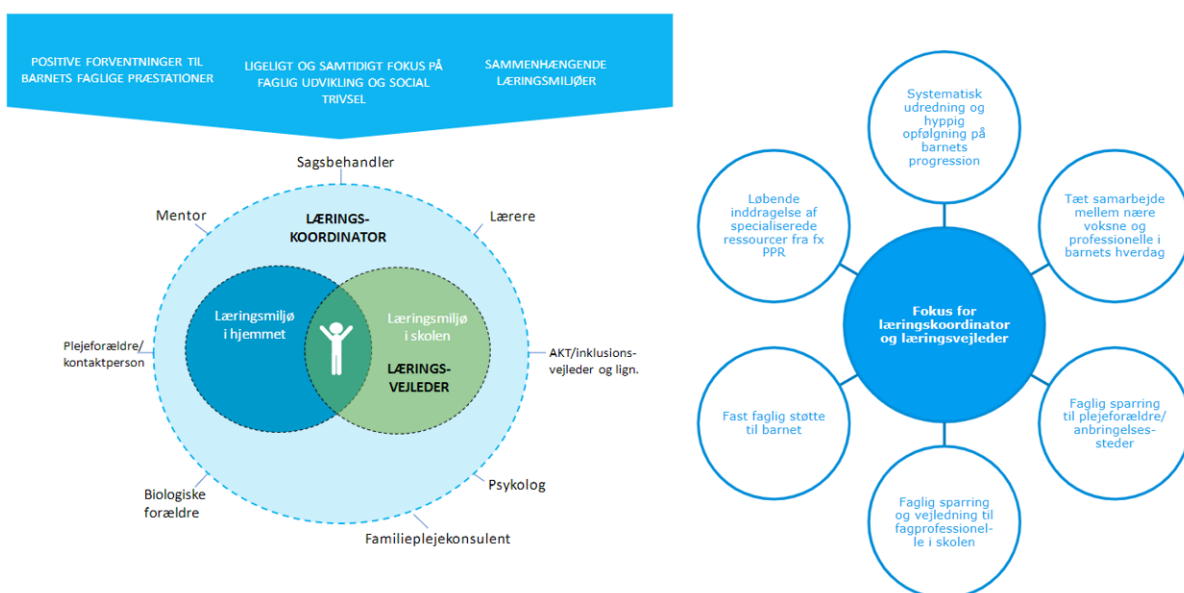 POSITIVE FORVENTNINGER TIL
BARNETS FAGLIGE PRÆSTATIONER
LIGELIGT OG SAMTIDIGT FOKUS PÅ
FAGLIG UDVIKLING OG SOCIAL
TRIVSEL
SAMMENHÆNGENDE
LÆRINGSMILJØER
Sagsbehandler
Mentor
Lærere
LÆRINGS-
KOORDINATOR
Læringsmiljø
i hjemmet
Læringsmiljø
i skolen
LÆRINGS-
VEJLEDER
Plejeforældre/
kontaktperson
AKT/inklusions-
vejleder og lign.
Biologiske
forældre
Psykolog
Familieplejekonsulent
Systematisk
udredning og
hyppig
opfølgning på
barnets
progression
Løbende
inddragelse af
specialiserede
ressourcer fra fx
PPR
Tæt samarbejde
mellem nære
voksne og
professionelle i
barnets hverdag
Fokus for
læringskoordinator
og læringsvejleder
Fast faglig støtte
til barnet
Faglig sparring
til plejeforældre/
anbringelses-
steder
Faglig sparring
og vejledning til
fagprofessionel-
le i skolen